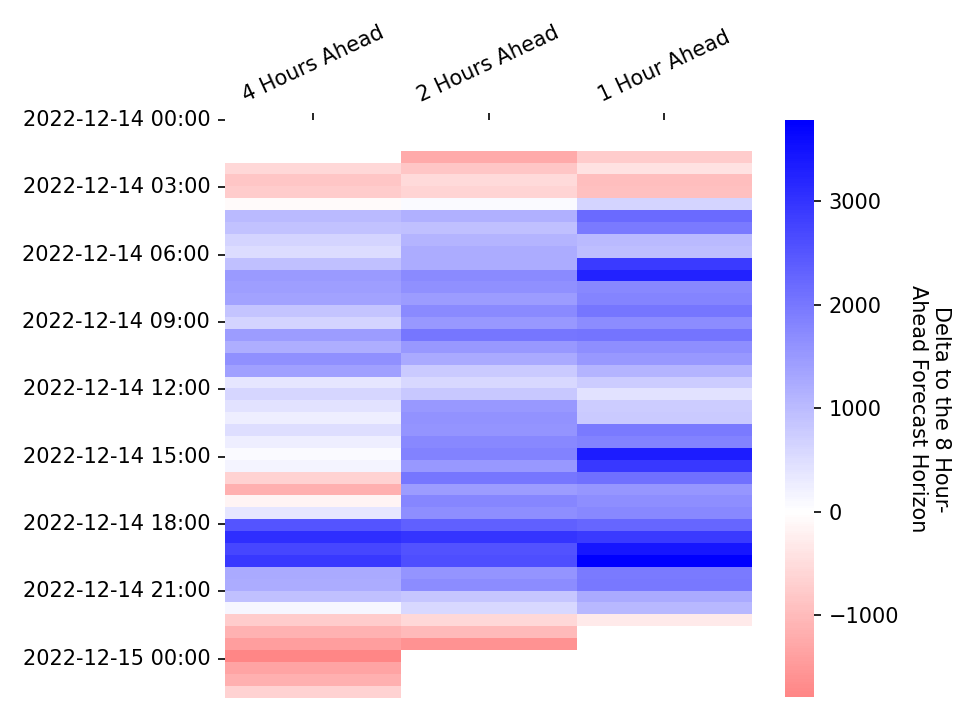 4 Hours Ahead
2 Hours Ahead
1 Hour Ahead
2022-12-14 00:00
2022-12-14 03:00
2022-12-14 06:00
2022-12-14 09:00
2022-12-14 12:00
2022-12-14 15:00
2022-12-14 18:00
2022-12-14 21:00
2022-12-15 00:00
3000
2000
1000
0
−1000
Delta to the 8 Hour-
Ahead Forecast Horizon